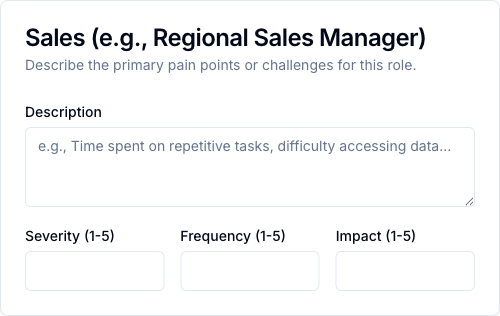 Sales (e.g., Regional Sales Manager)
Describe the primary pain points or challenges for this role.
Description
e.g., Time spent on repetitive tasks, difficulty accessing data...
Severity (1-5) Frequency (1-5) Impact (1-5)